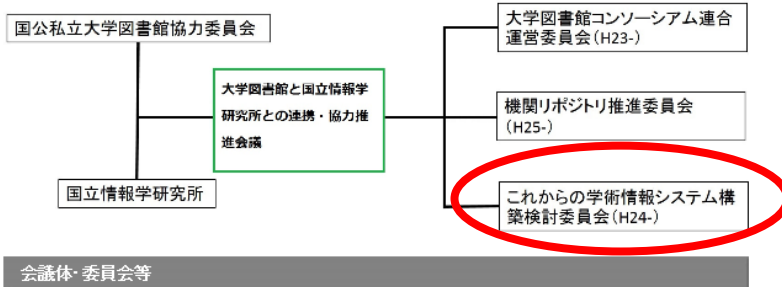 国公私立大学図書館協力委員会
大学図書館と国立情報学
研究所との連携・協力推
進会議
国立情報学研究所
大学図書館コンソーシアム連合
運営委員会(H23-)
機関リポジトリ推進委員会
(H25-)
これからの学術情報システム構
築検討委員会(H24-)
会議体・委員会等